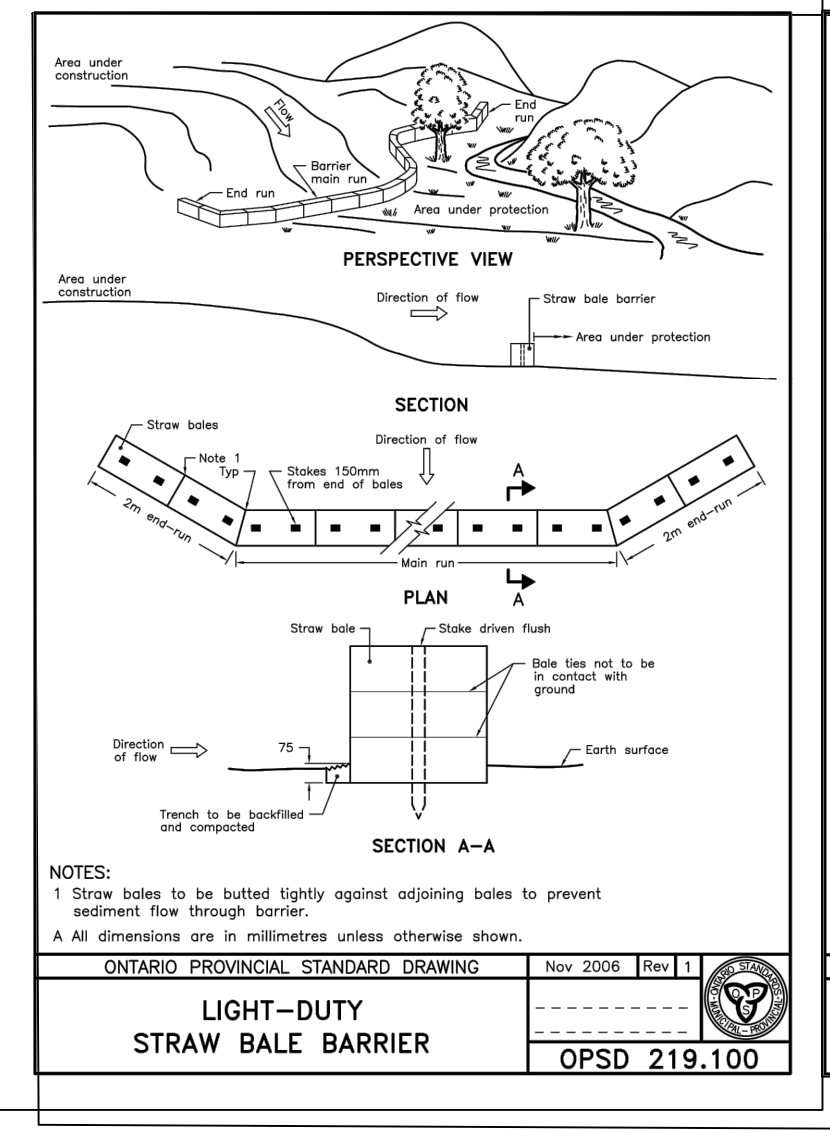 Area under
construction
Flow
End
run
Barrier
main run
End run
Area under protection
PERSPECTIVE VIEW
Area under
construction
Direction of flow
Straw bale barrier
Area under protection
SECTION
Straw bales
Note 1
Typ
Stakes 150mm
from end of bales
Direction of flow
A
2m end-run
2m end-run
Main run
PLAN
A
Straw bale
Stake driven flush
Bale ties not to be
in contact with
ground
Direction
of flow
75
Earth surface
Trench to be backfilled
and compacted
SECTION A-A
NOTES:
1 Straw bales to be butted tightly against adjoining bales to prevent
sediment flow through barrier.
A All dimensions are in millimetres unless otherwise shown.
ONTARIO PROVINCIAL STANDARD DRAWING
Nov 2006 Rev 1
LIGHT-DUTY
STRAW BALE BARRIER
ONTARIO STANDARDS
MUNICIPAL-PROVINCIAL
O P S
OPSD 219.100